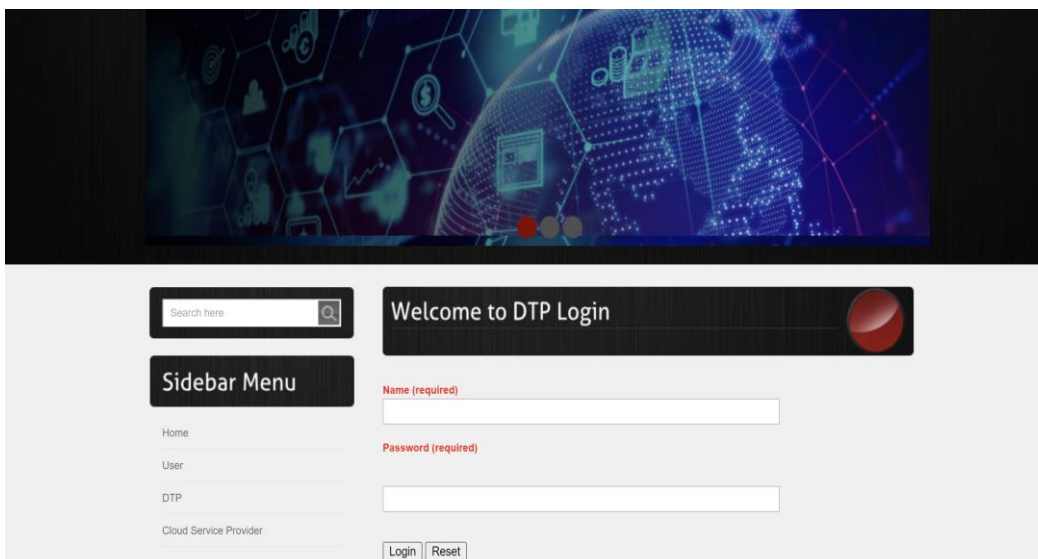 Search here
Welcome to DTP Login
Sidebar Menu
Name (required)
Home
Password (required)
User
DTP
Cloud Service Provider
Login Reset